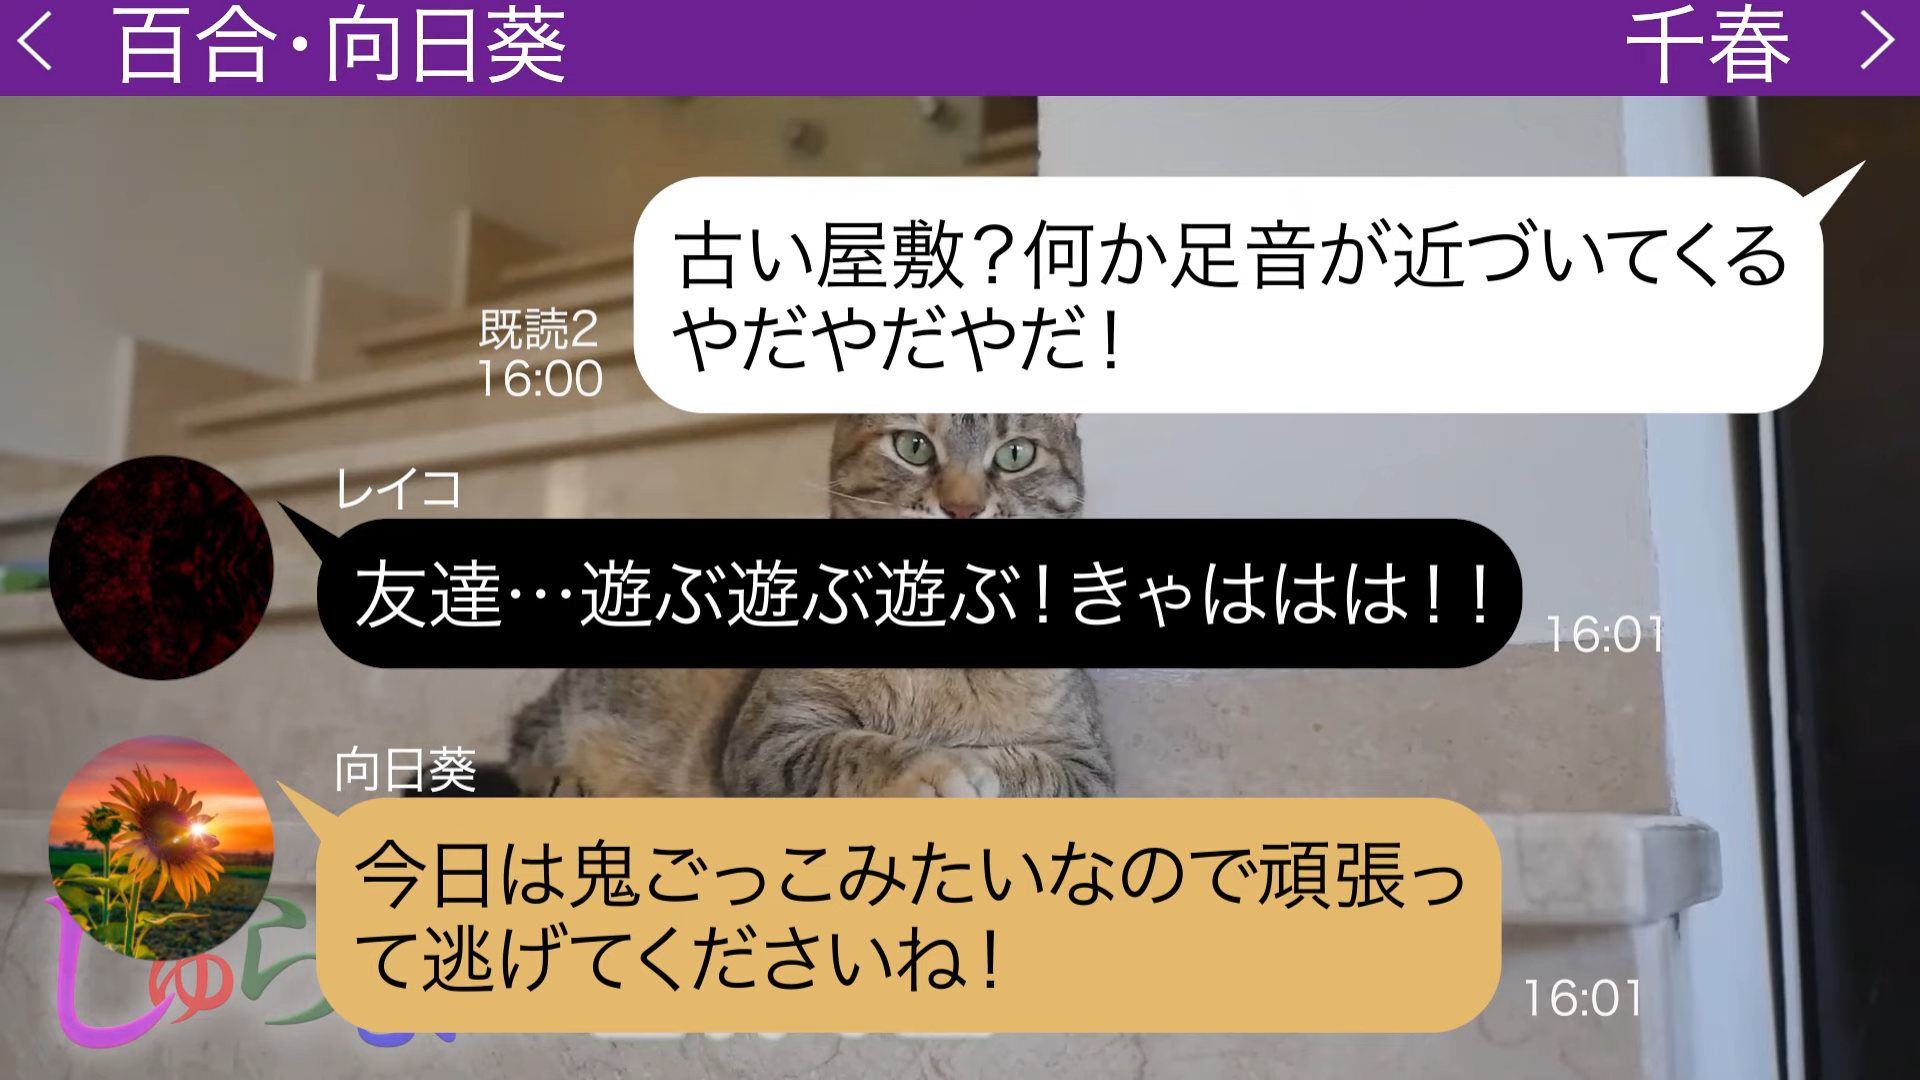 百合・向日葵
千春
古い屋敷？何か足音が近づいてくる
やだやだやだ！
既読2
16:00
レイコ
友達…遊ぶ遊ぶ遊ぶ！きゃははは！！
16:01
向日葵
今日は鬼ごっこみたいなので頑張っ
て逃げてくださいね！
16:01
しゅら